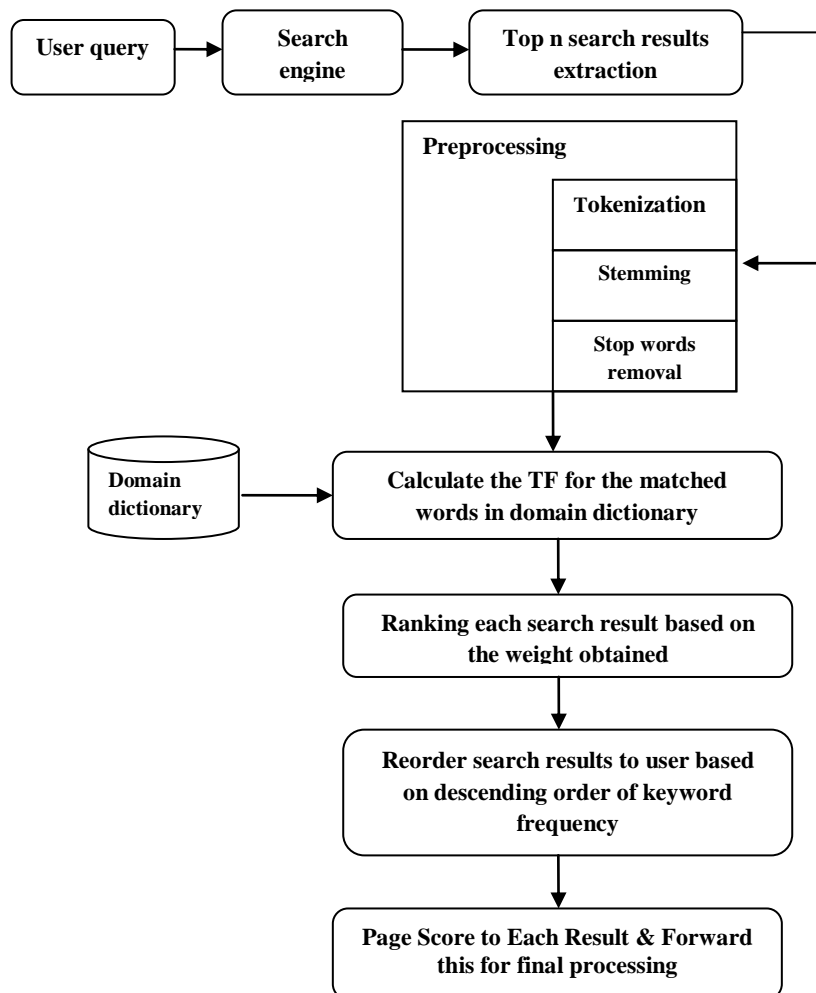 User query
Search
engine
Top n search results
extraction
Preprocessing
Tokenization
Stemming
Stop words
removal
Domain
dictionary
Calculate the TF for the matched
words in domain dictionary
Ranking each search result based on
the weight obtained
Reorder search results to user based
on descending order of keyword
frequency
Page Score to Each Result & Forward
this for final processing